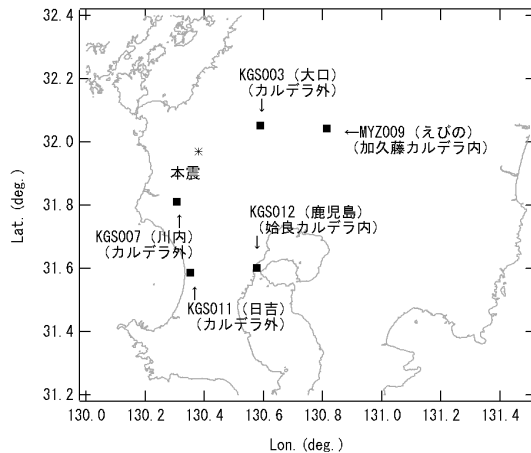 32.4
32.2
32.0
31.8
31.6
31.4
31.2
Lat. (deg.)
KGS003（大口）
（カルデラ外）
↓
←MYZ009（えびの）
（加久藤カルデラ内）
*
本震
KGS012（鹿児島）
（姶良カルデラ内）
↓
↑
KGS007（川内）
（カルデラ外）
↑
KGS011（日吉）
（カルデラ外）
130.0 130.2 130.4 130.6 130.8 131.0 131.2 131.4
Lon. (deg.)